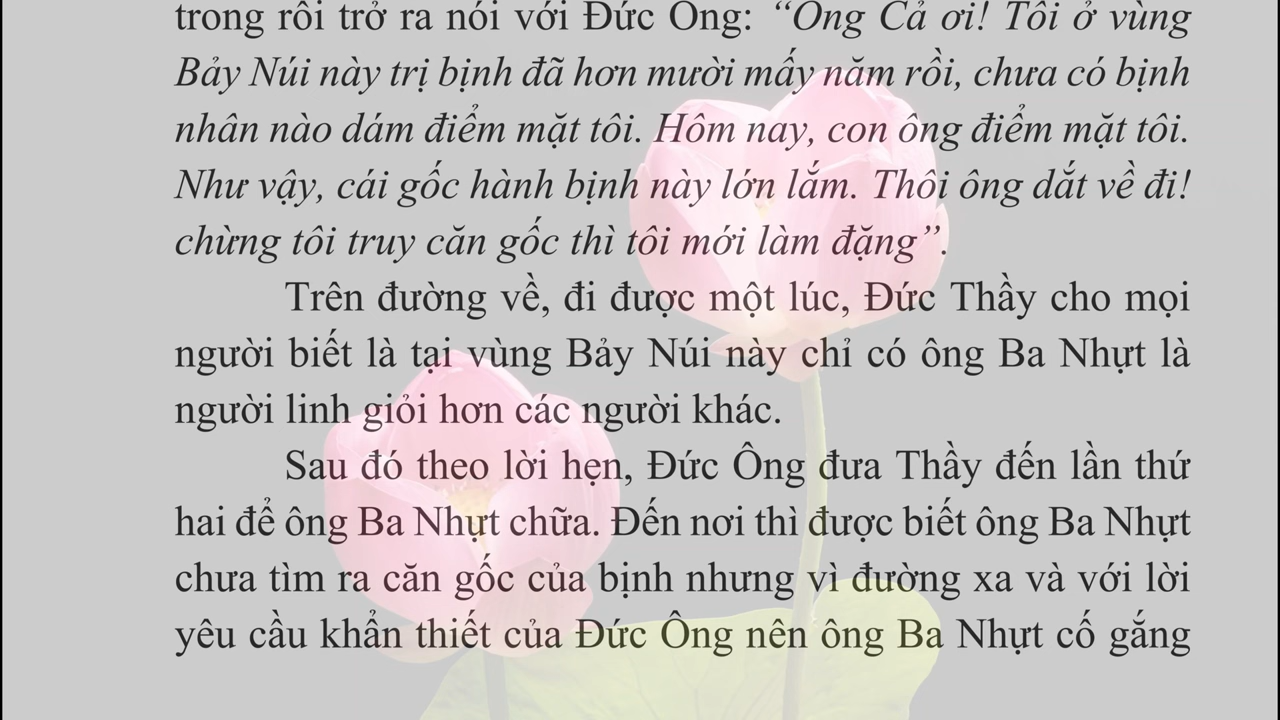 trong rồi trở ra nói với Đức Ông: “Ông Cả ơi! Tôi ở vùng
Bảy Núi này trị bịnh đã hơn mười mấy năm rồi, chưa có bịnh
nhân nào dám điểm mặt tôi. Hôm nay, con ông điểm mặt tôi.
Như vậy, cái gốc hành bịnh này lớn lắm. Thôi ông dắt về đi!
chừng tôi truy căn gốc thì tôi mới làm đặng”.
Trên đường về, đi được một lúc, Đức Thầy cho mọi
người biết là tại vùng Bảy Núi này chỉ có ông Ba Nhựt là
người linh giỏi hơn các người khác.
Sau đó theo lời hẹn, Đức Ông đưa Thầy đến lần thứ
hai để ông Ba Nhựt chữa. Đến nơi thì được biết ông Ba Nhựt
chưa tìm ra căn gốc của bịnh nhưng vì đường xa và với lời
yêu cầu khẩn thiết của Đức Ông nên ông Ba Nhựt cố gắng